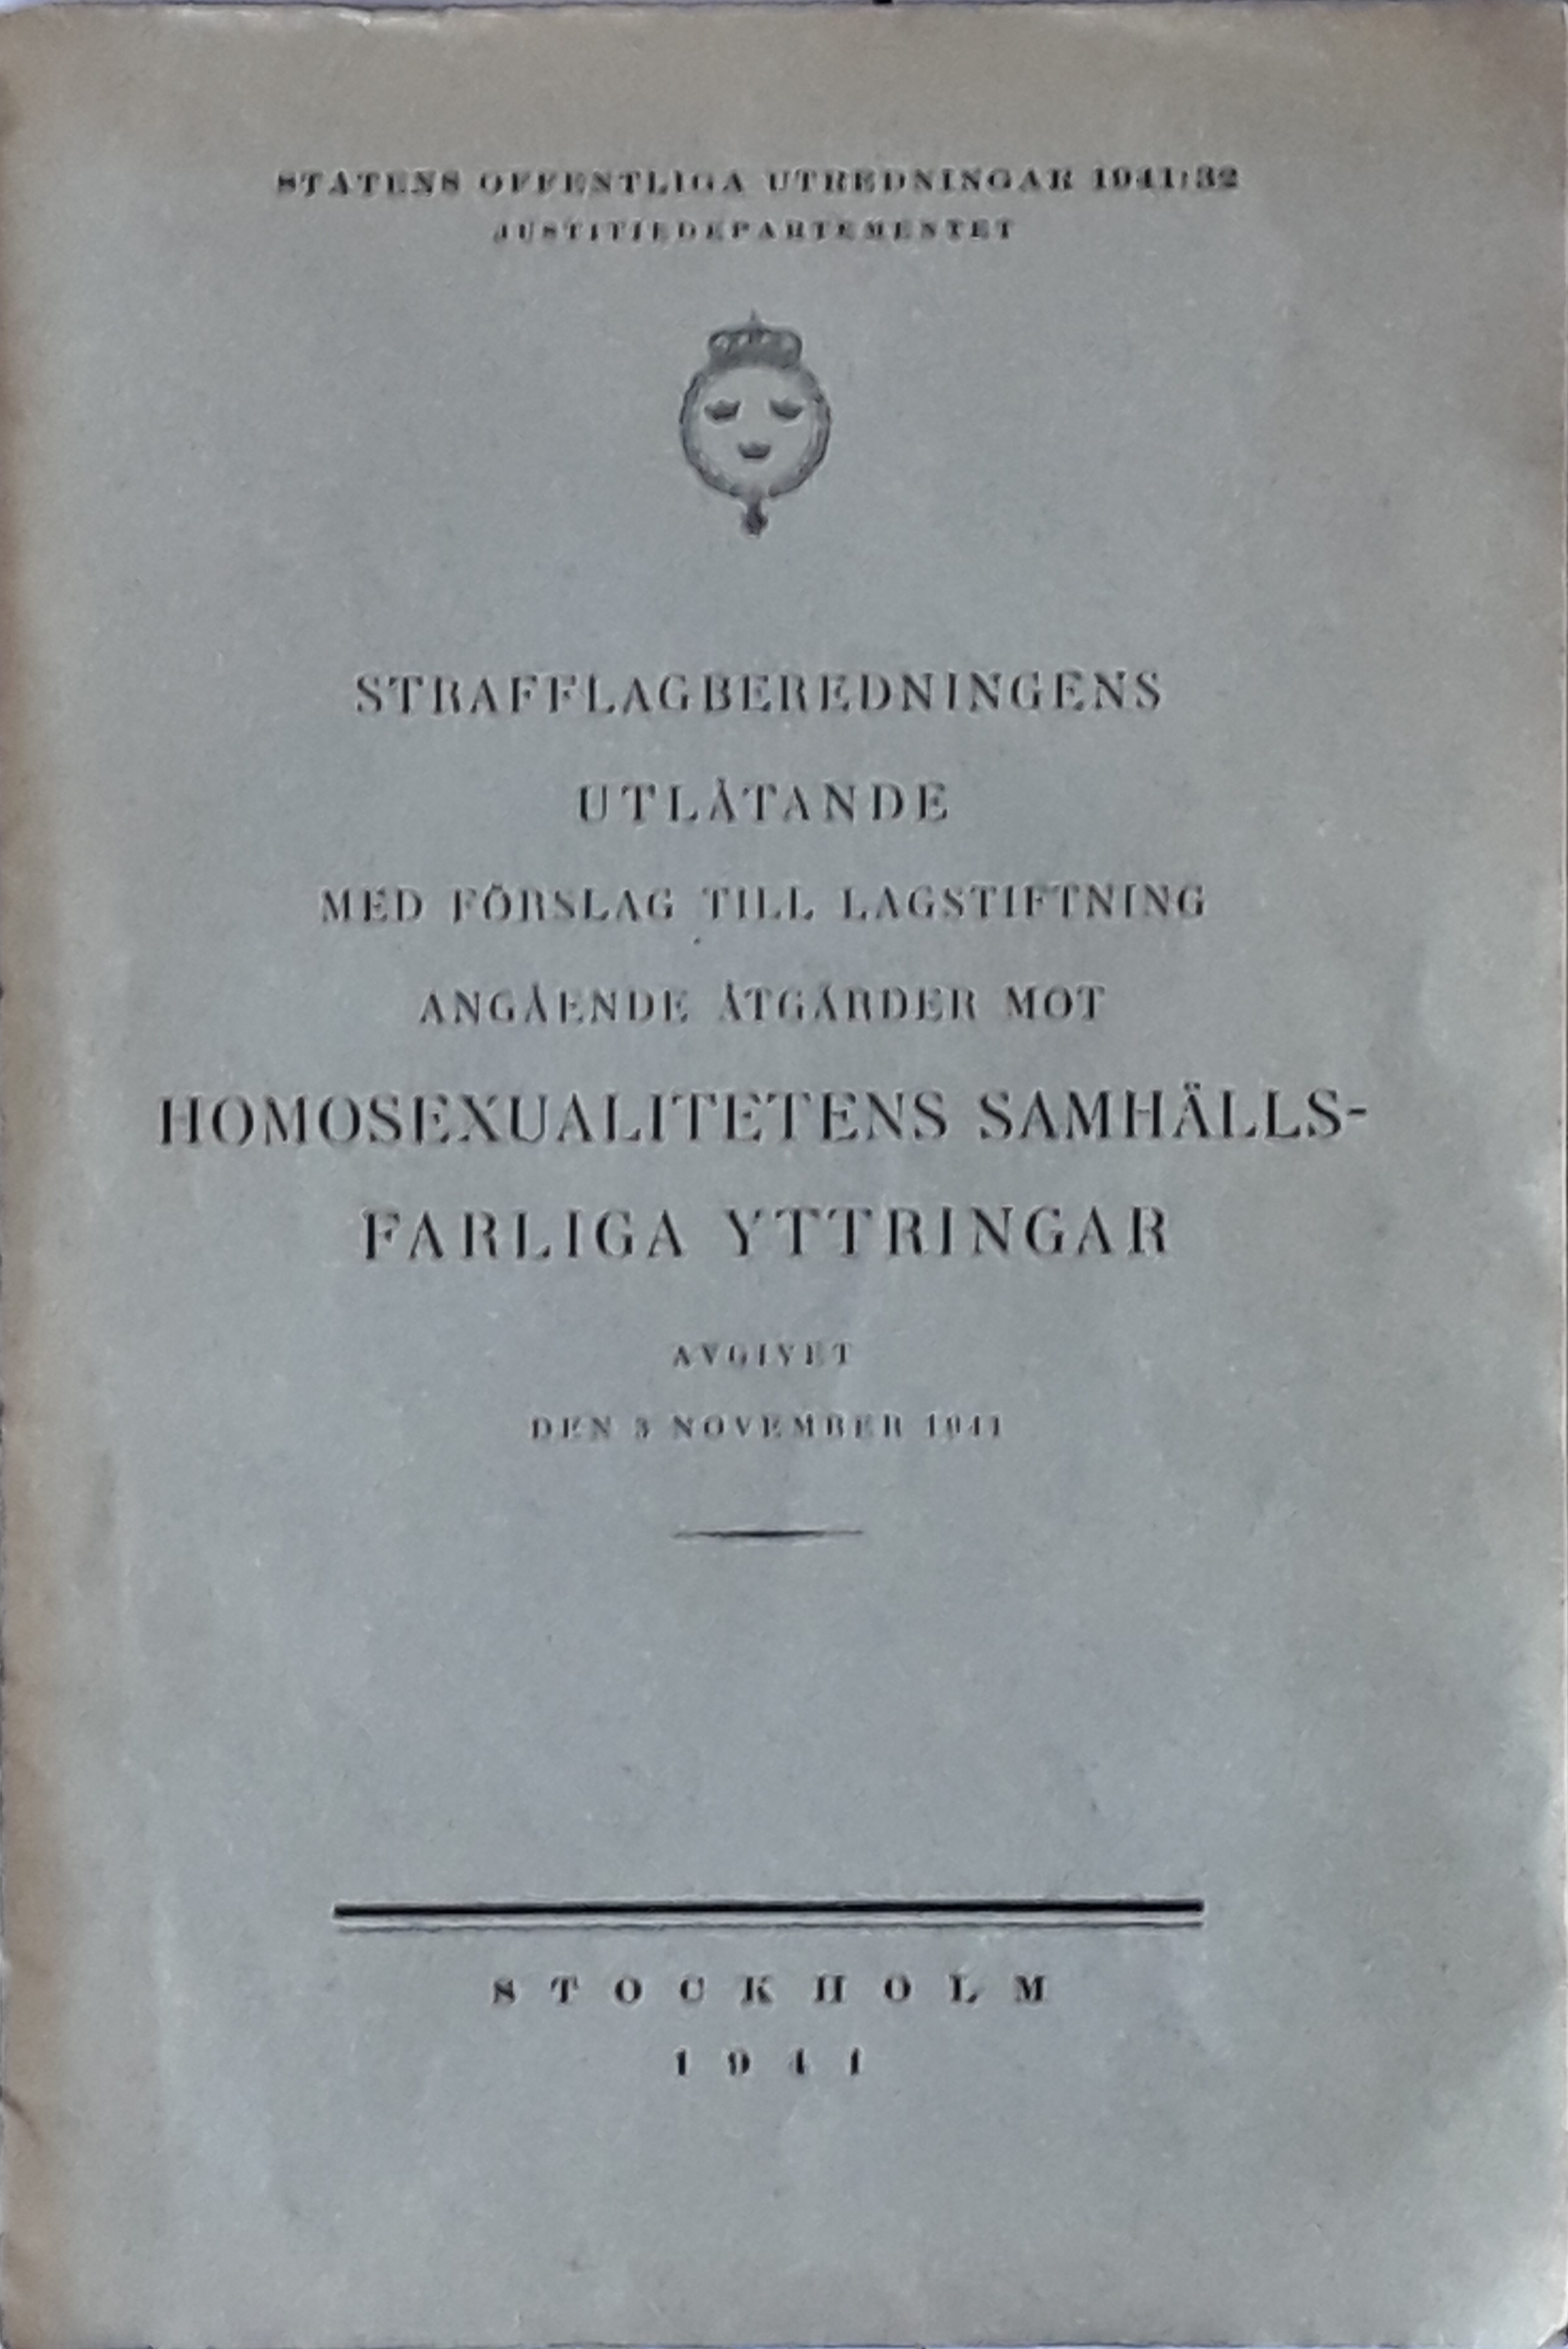 STATENS OFFENTLIGA UTREDNINGAR 1941:32
JUSTITIEDEPARTEMENTET
STRAFFLAGBEREDNINGENS
UTLÅTANDE
MED FÖRSLAG TILL LAGSTIFTNING
ANGÅENDE ÅTGÄRDER MOT
HOMOSEXUALITETENS SAMHÄLLS-
FARLIGA YTTRINGAR
AVGIVET
DEN 3 NOVEMBER 1941
STOCKHOLM
1941